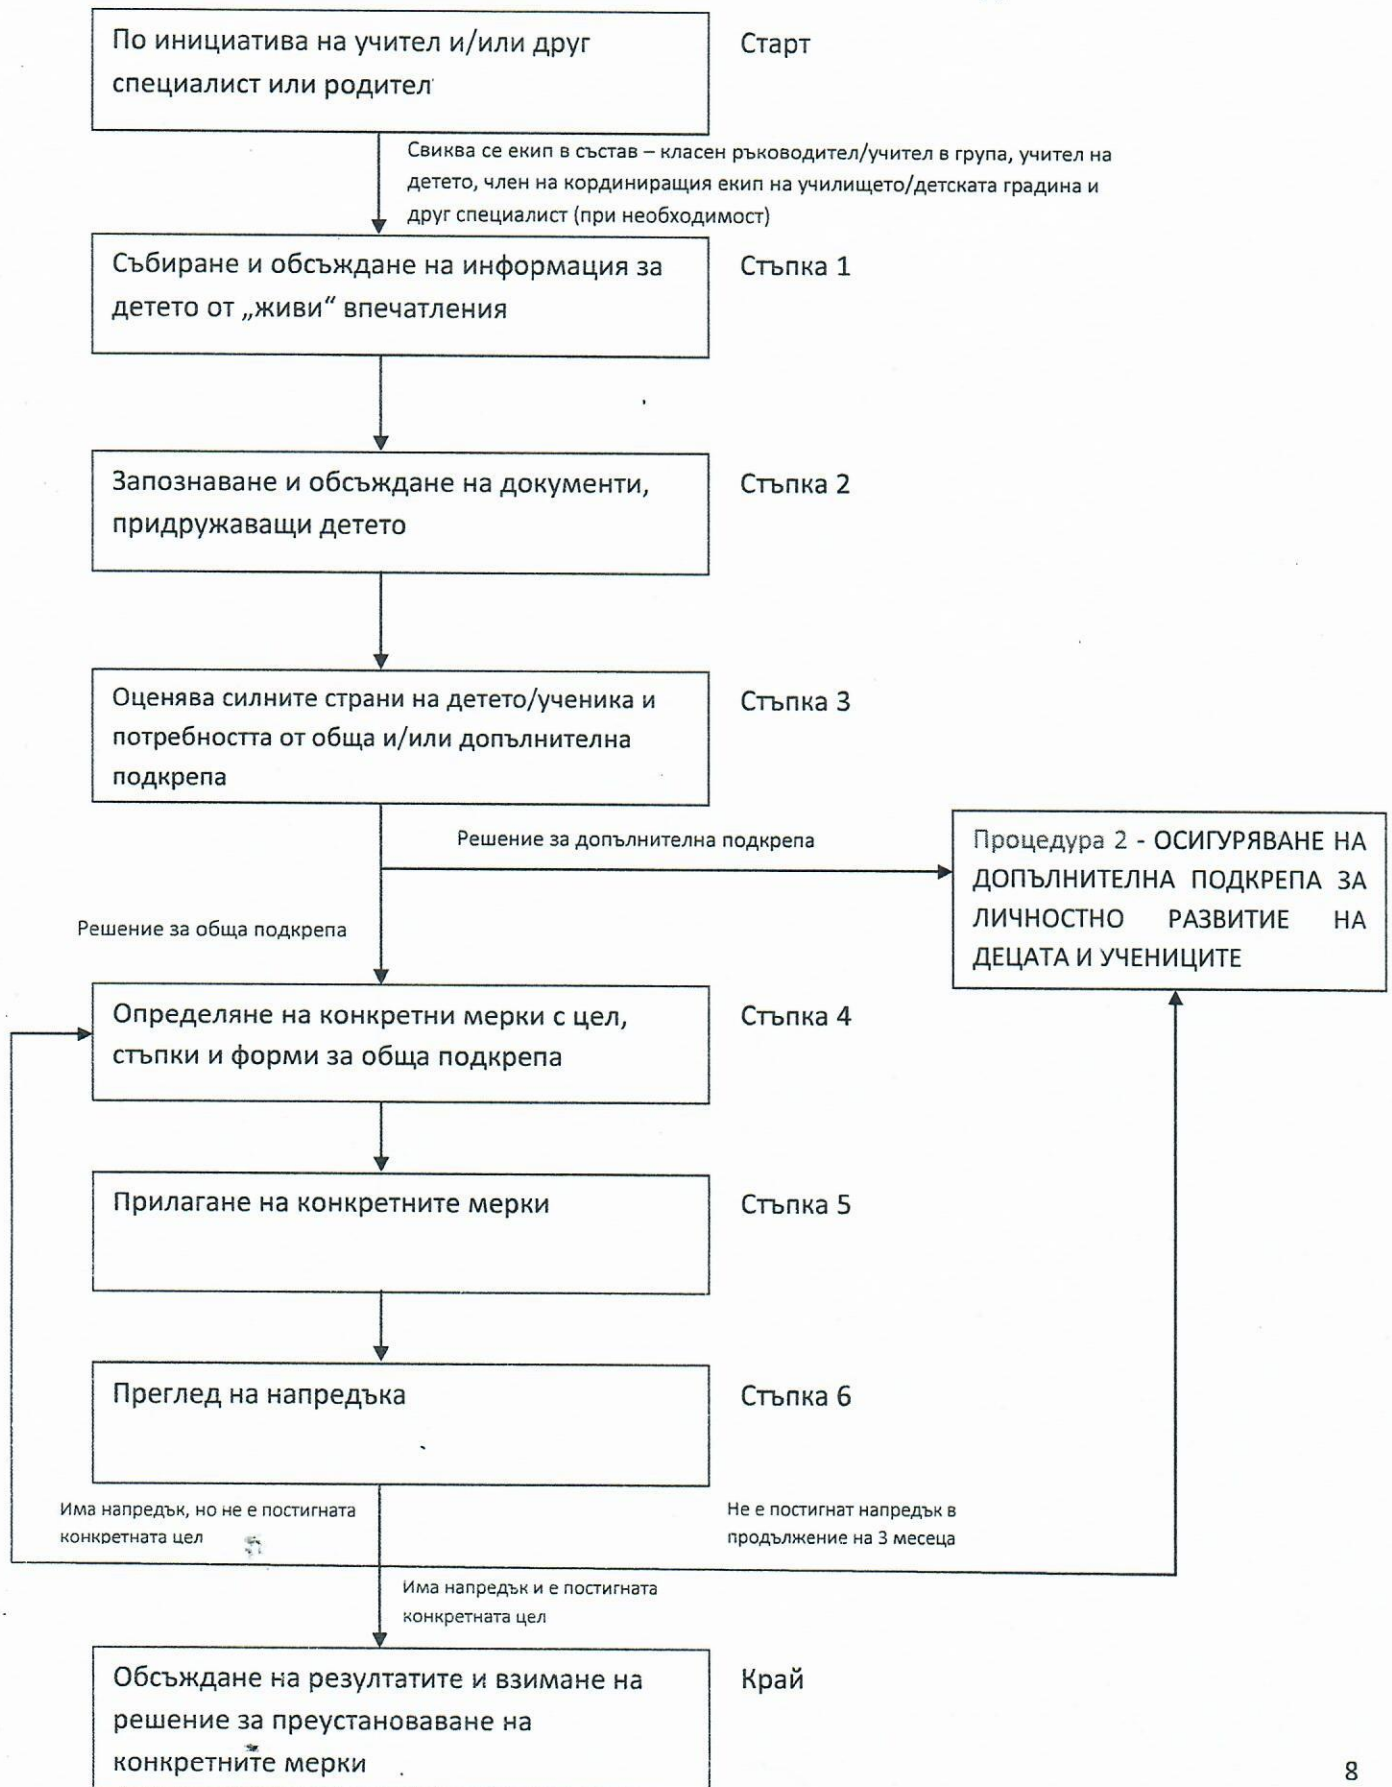 По инициатива на учител и/или друг
специалист или родител
Старт
Свиква се екип в състав – класен ръководител/учител в група, учител на
детето, член на кординиращия екип на училището/детската градина и
друг специалист (при необходимост)
Събиране и обсъждане на информация за
детето от „живи“ впечатления
Стъпка 1
Запознаване и обсъждане на документи,
придружаващи детето
Стъпка 2
Оценява силните страни на детето/ученика и
потребността от обща и/или допълнителна
подкрепа
Стъпка 3
Решение за допълнителна подкрепа
Процедура 2 - ОСИГУРЯВАНЕ НА
ДОПЪЛНИТЕЛНА ПОДКРЕПА ЗА
ЛИЧНОСТНО РАЗВИТИЕ НА
ДЕЦАТА И УЧЕНИЦИТЕ
Решение за обща подкрепа
Определяне на конкретни мерки с цел,
стъпки и форми за обща подкрепа
Стъпка 4
Прилагане на конкретните мерки
Стъпка 5
Преглед на напредъка
Стъпка 6
Има напредък, но не е постигната
конкретната цел
Не е постигнат напредък в
продължение на 3 месеца
Има напредък и е постигната
конкретната цел
Обсъждане на резултатите и взимане на
решение за преустановаване на
конкретните мерки
Край
8